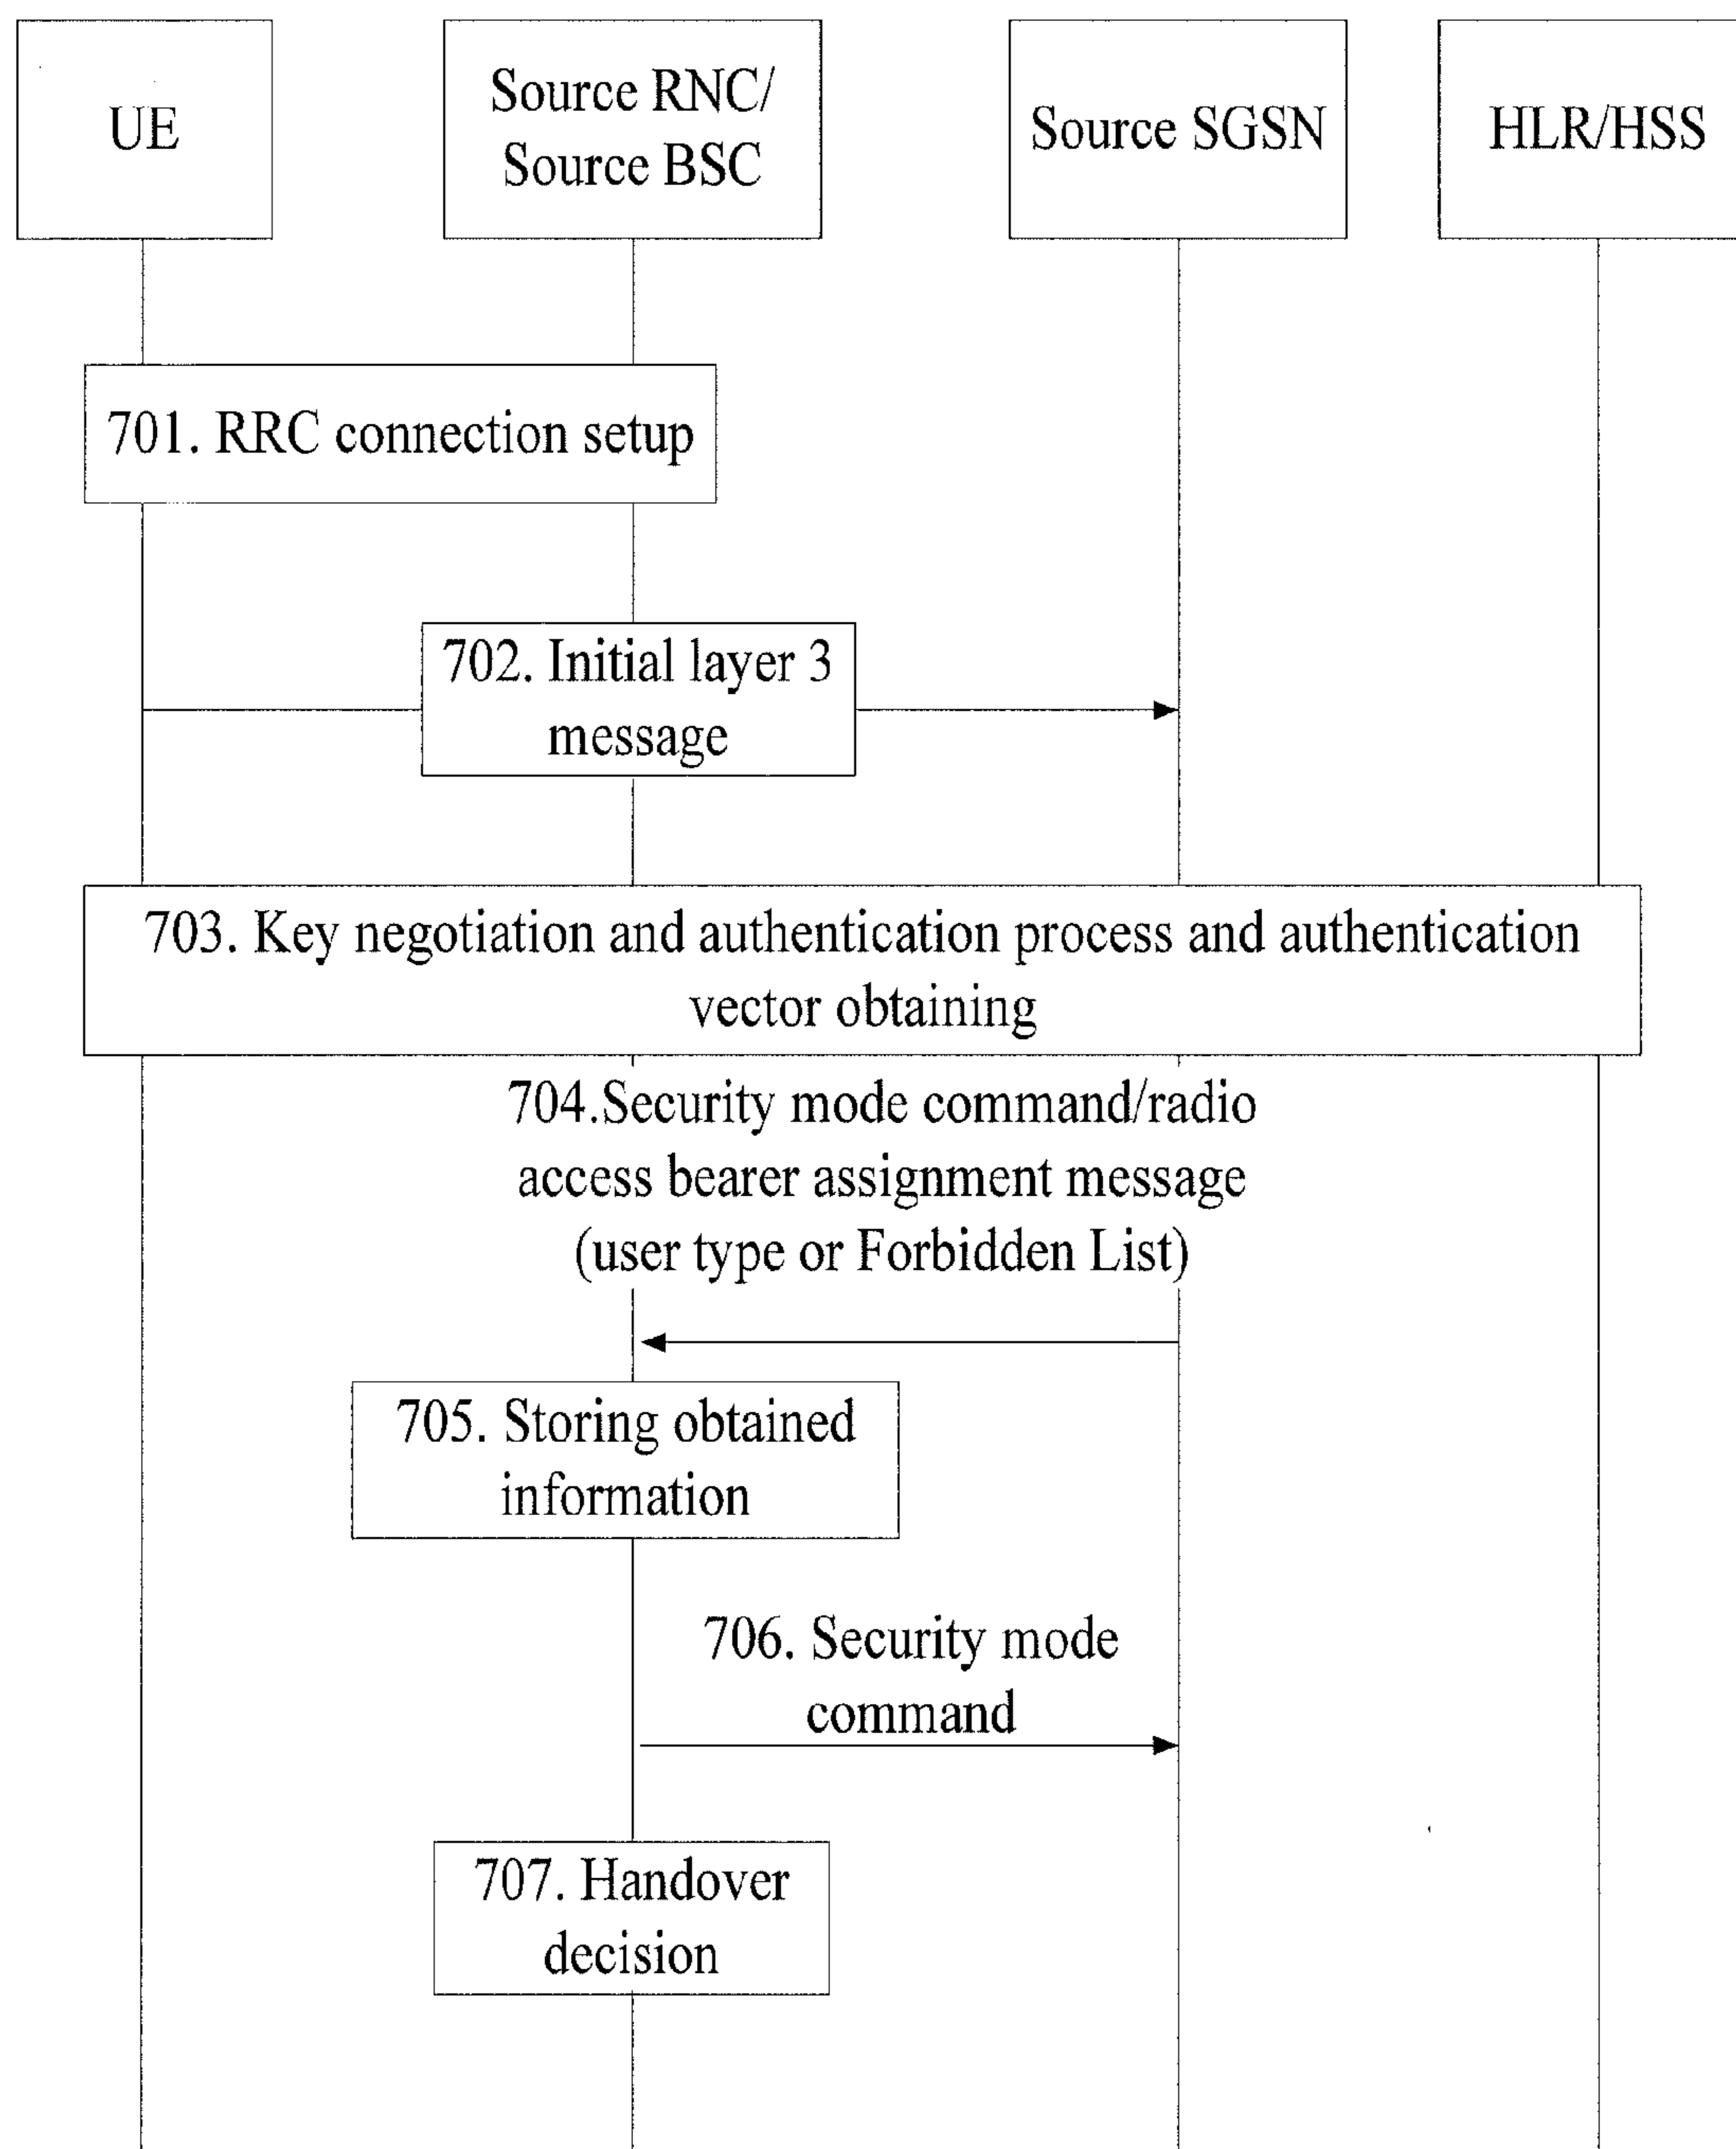 UE
Source RNC/
Source BSC
Source SGSN
HLR/HSS
701. RRC connection setup
702. Initial layer 3
message
703. Key negotiation and authentication process and authentication
vector obtaining
704.Security mode command/radio
access bearer assignment message
(user type or Forbidden List)
705. Storing obtained
information
706. Security mode
command
707. Handover
decision